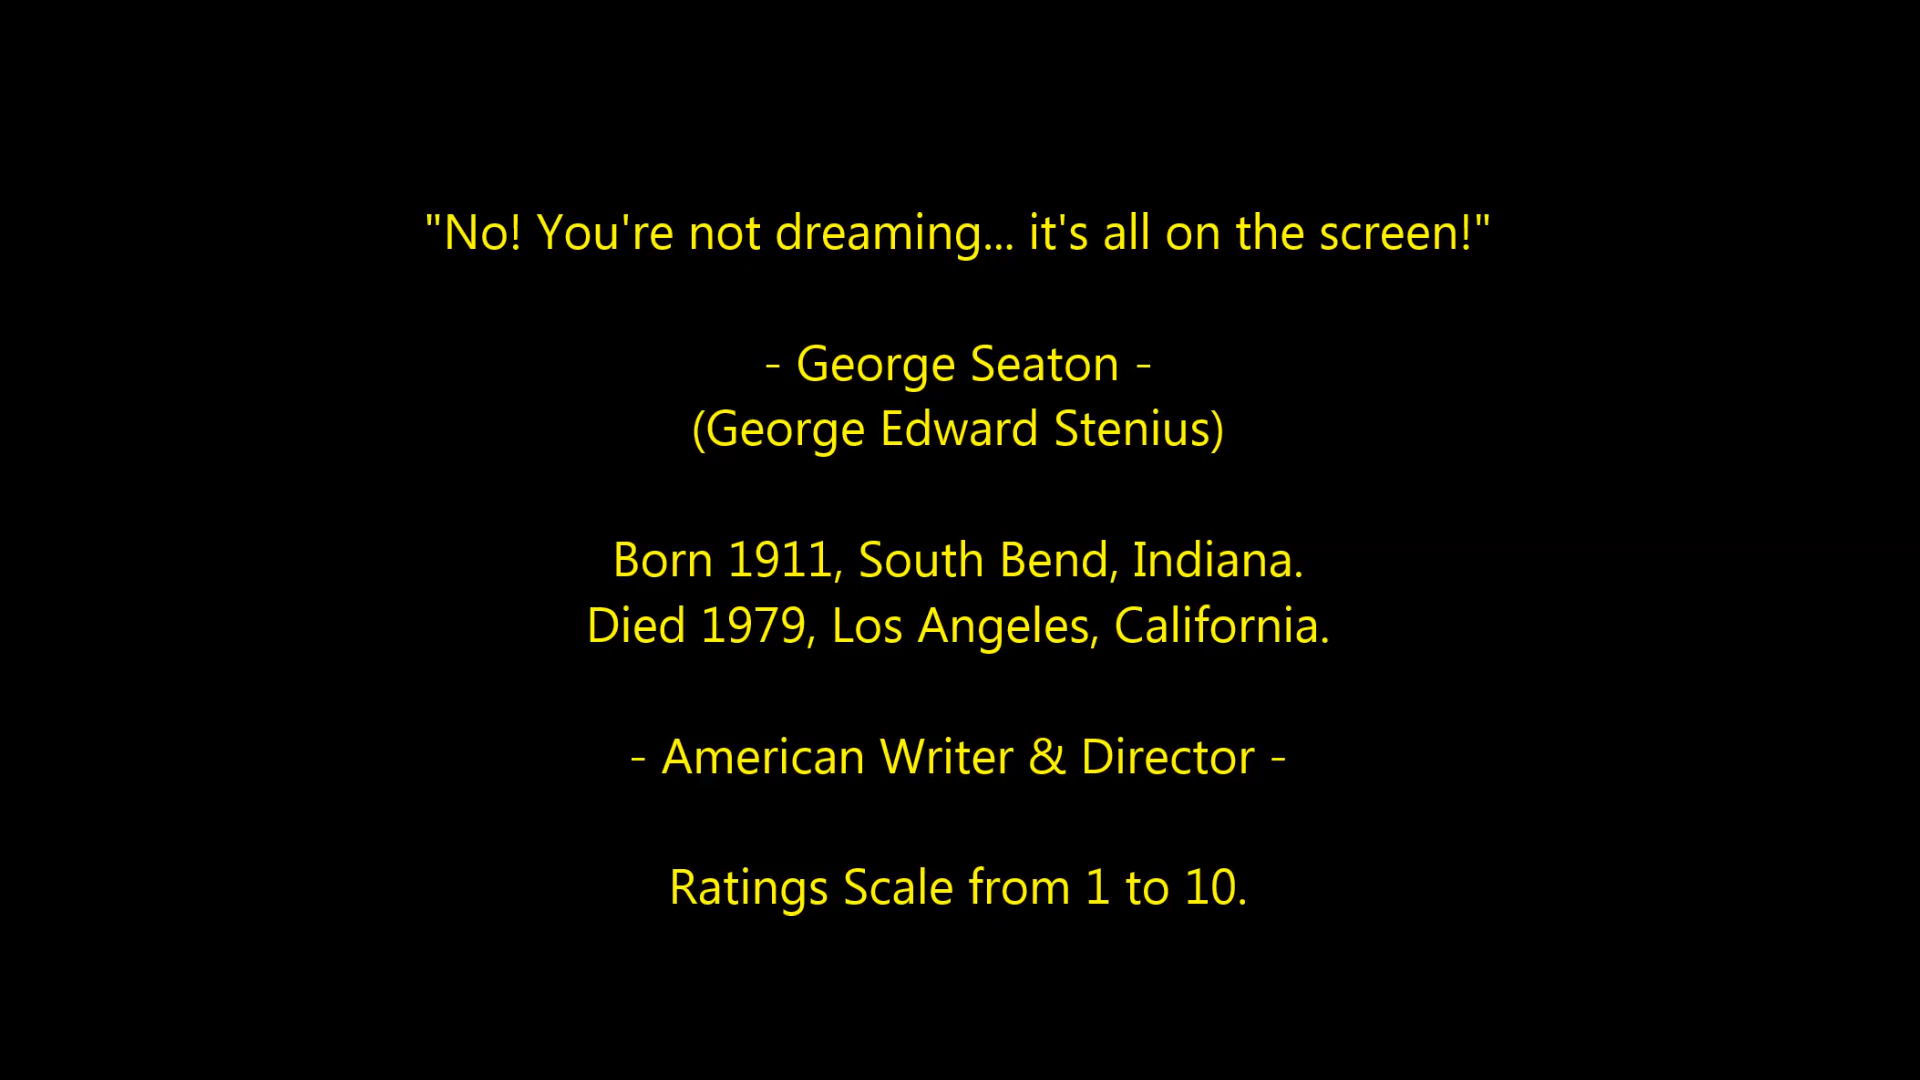 "No! You're not dreaming... it's all on the screen!"
- George Seaton -
(George Edward Stenius)
Born 1911, South Bend, Indiana.
Died 1979, Los Angeles, California.
- American Writer & Director -
Ratings Scale from 1 to 10.